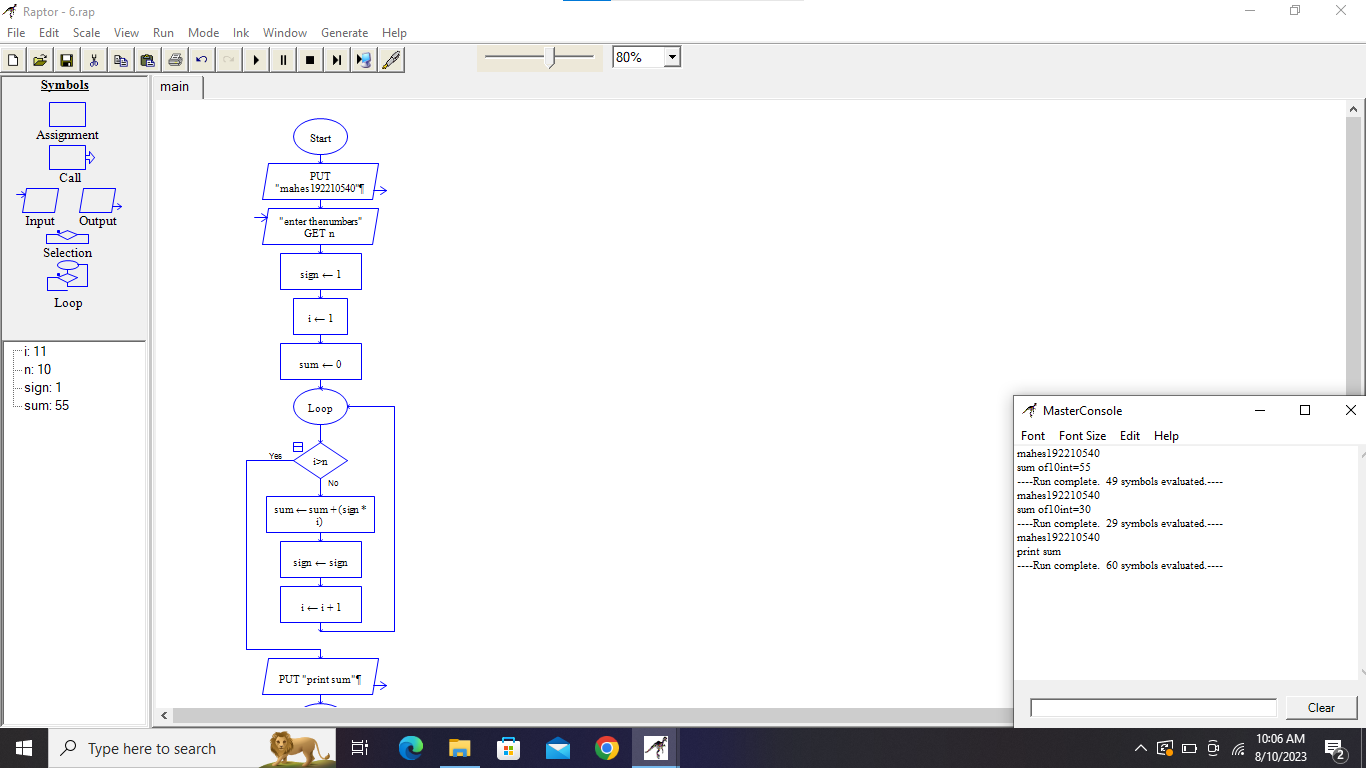 Raptor - 6.rap
File Edit Scale View Run Mode Ink Window Generate Help
80%
Symbols
Assignment
Call
Input Output
Selection
Loop
i: 11
n: 10
sign: 1
sum: 55
main
Start
PUT
"mahes192210540"¶
"enter thenumbers"
GET n
sign ← 1
i ← 1
sum ← 0
Loop
Yes
i>n
No
sum ← sum + (sign *
i)
sign ← sign
i ← i + 1
PUT "print sum"¶
MasterConsole
Font Font Size Edit Help
mahes192210540
sum of10int=55
----Run complete.  49 symbols evaluated.----
mahes192210540
sum of10int=30
----Run complete.  29 symbols evaluated.----
mahes192210540
print sum
----Run complete.  60 symbols evaluated.----
Clear
Type here to search
10:06 AM
8/10/2023
2